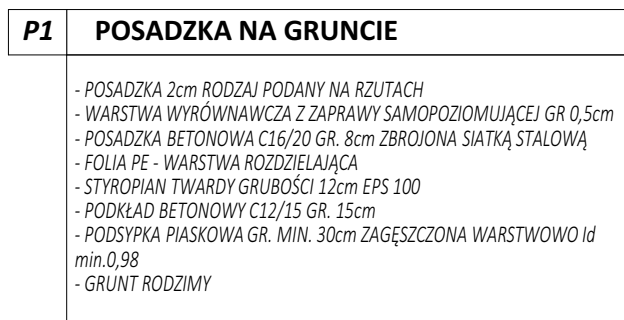 P1 POSADZKA NA GRUNCIE
- POSADZKA 2cm RODZAJ PODANY NA RZUTACH
- WARSTWA WYRÓWNAWCZA Z ZAPRAWY SAMOPOZIOMUJĄCEJ GR 0,5cm
- POSADZKA BETONOWA C16/20 GR. 8cm ZBROJONA SIATKĄ STALOWĄ
- FOLIA PE - WARSTWA ROZDZIELAJĄCA
- STYROPIAN TWARDY GRUBOŚCI 12cm EPS 100
- PODKŁAD BETONOWY C12/15 GR. 15cm
- PODSYPKA PIASKOWA GR. MIN. 30cm ZAGĘSZCZONA WARSTWOWO Id
min.0,98
- GRUNT RODZIMY